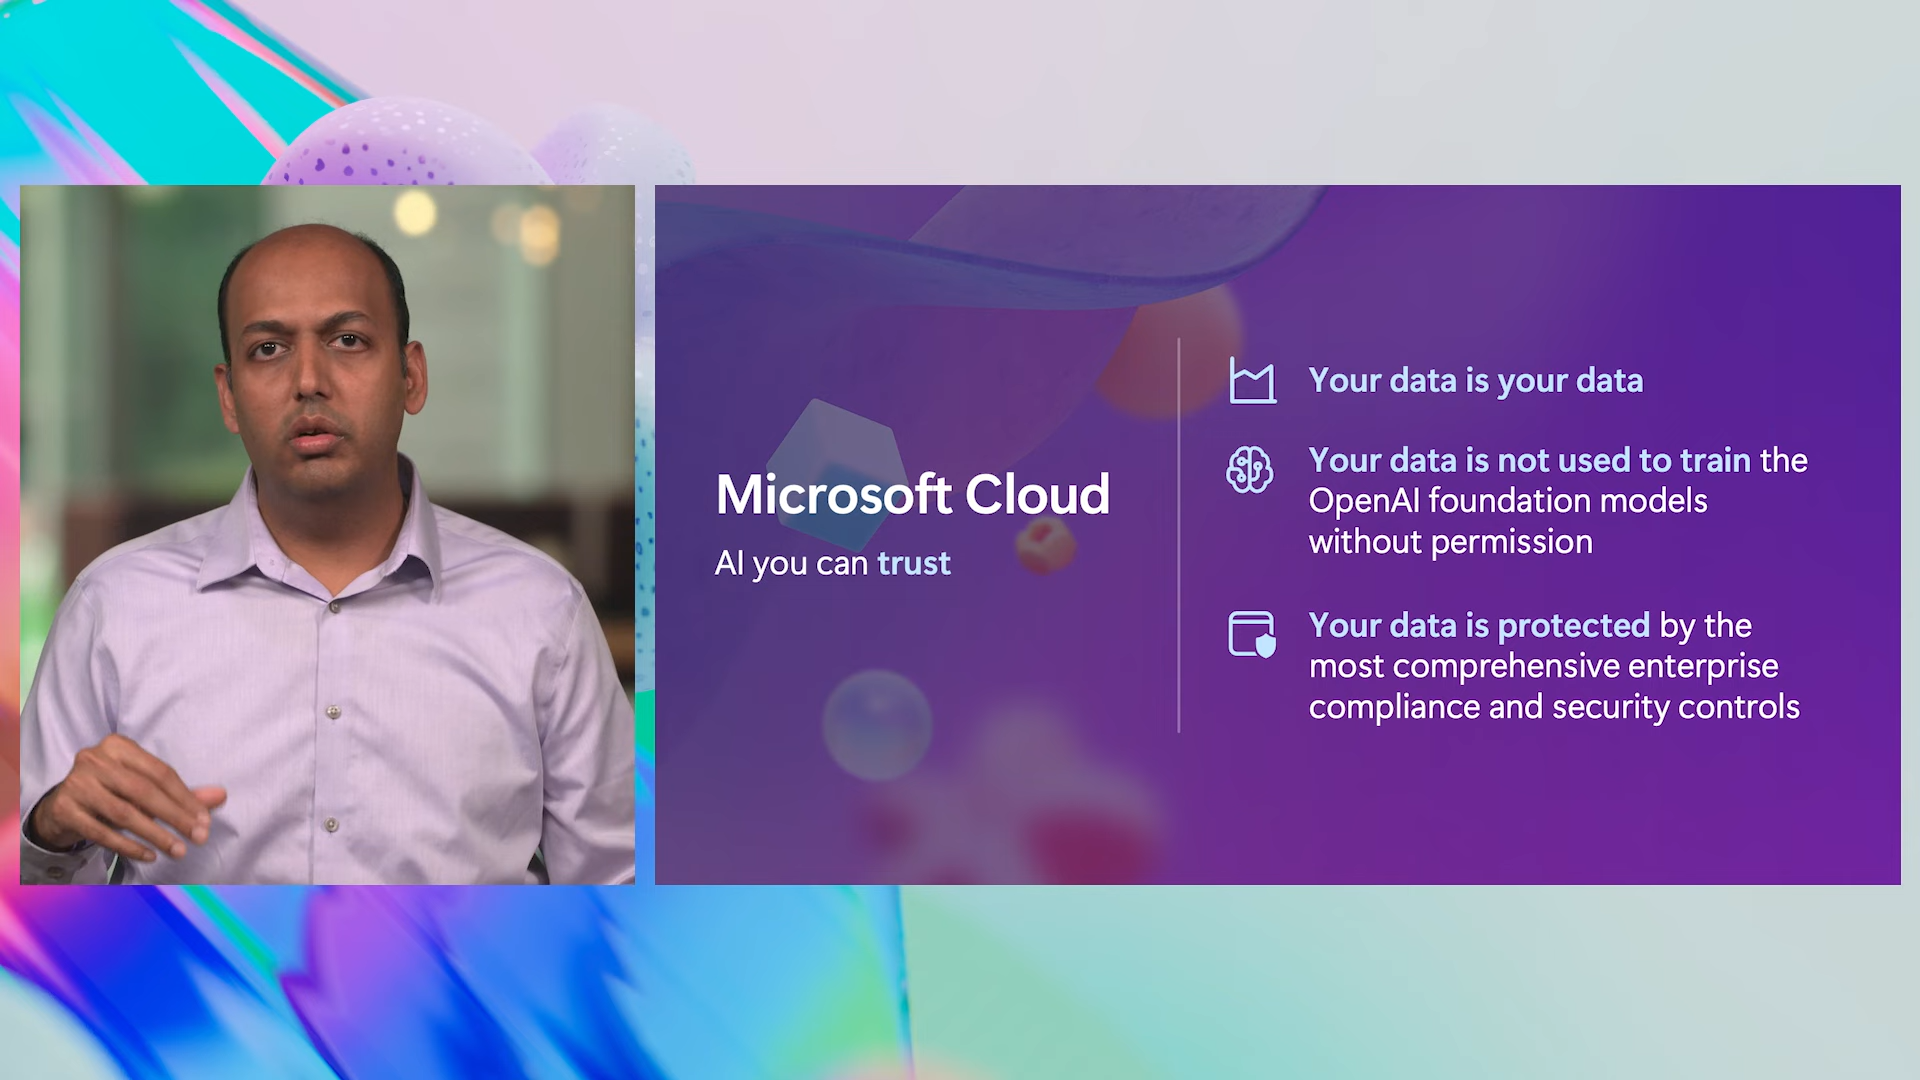 Microsoft Cloud
AI you can trust
Your data is your data
Your data is not used to train the
OpenAI foundation models
without permission
Your data is protected by the
most comprehensive enterprise
compliance and security controls